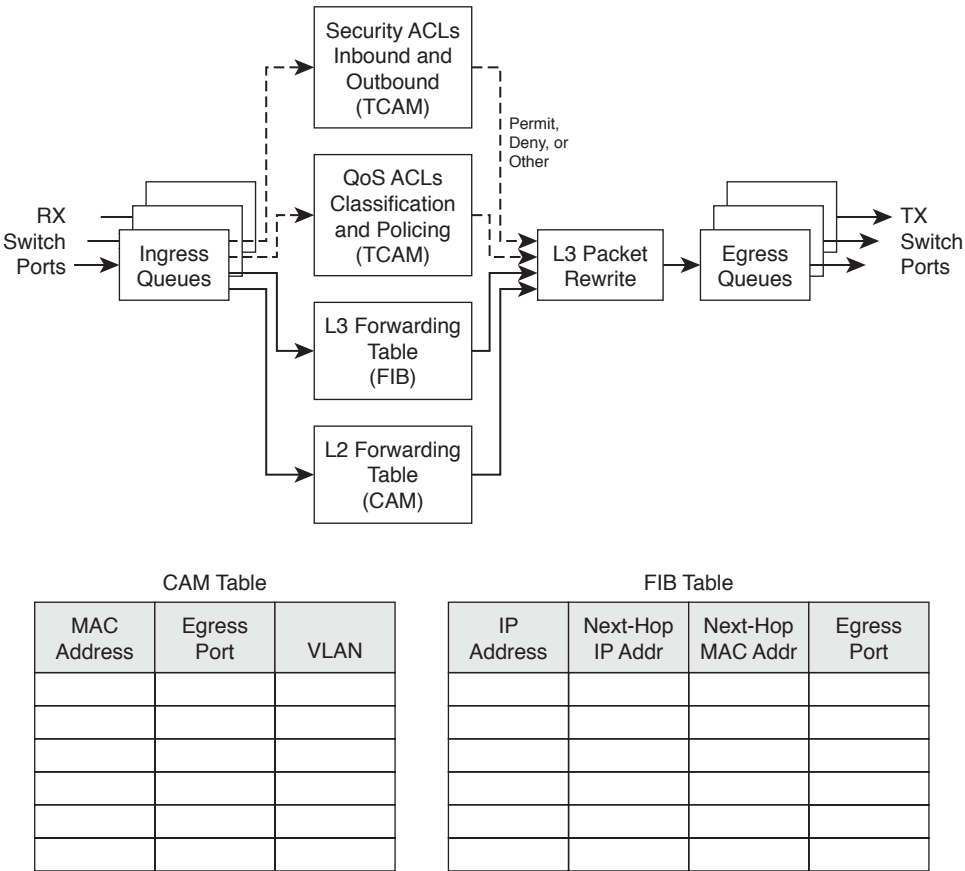 Security ACLs
Inbound and
Outbound
(TCAM)
Permit,
Deny, or
Other
QoS ACLs
Classification
and Policing
(TCAM)
RX
Switch
Ports
Ingress
Queues
L3 Packet
Rewrite
Egress
Queues
TX
Switch
Ports
L3 Forwarding
Table
(FIB)
L2 Forwarding
Table
(CAM)
CAM Table
MAC
Address
Egress
Port
VLAN
FIB Table
IP
Address
Next-Hop
IP Addr
Next-Hop
MAC Addr
Egress
Port